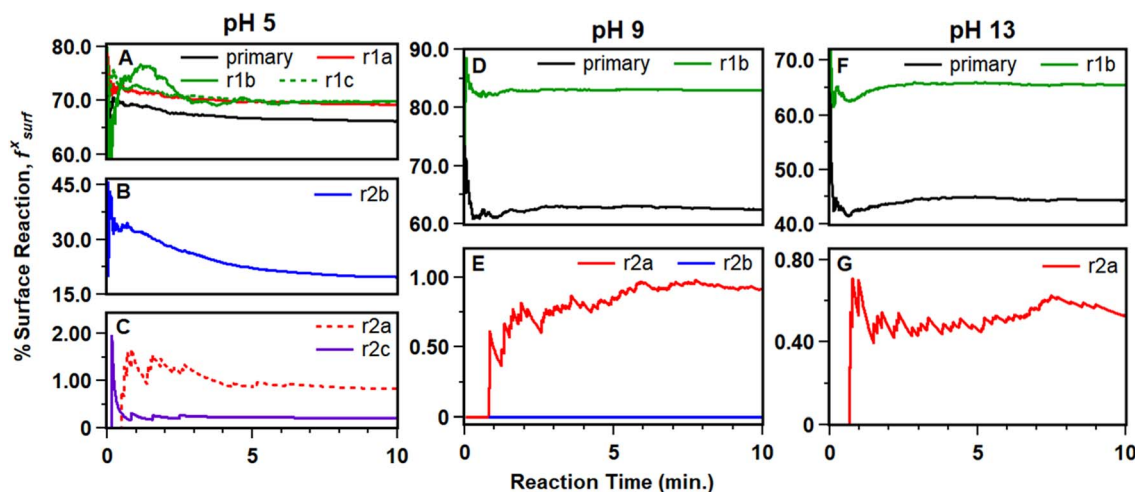 pH 5
pH 9
pH 13
% Surface Reaction, f^x_surf
A
primary
r1a
r1b
r1c
80.0
70.0
60.0
B
r2b
45.0
30.0
15.0
C
r2a
r2c
2.00
1.00
0
0
5
10
D
primary
r1b
90.0
80.0
70.0
60.0
E
r2a
r2b
1.00
0.50
0
0
5
10
F
primary
r1b
70.0
60.0
50.0
40.0
G
r2a
0.80
0.40
0
0
5
10
Reaction Time (min.)